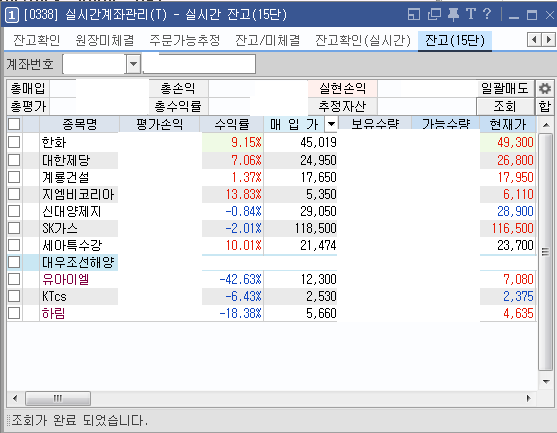 1 [0338] 실시간계좌관리(T) - 실시간 잔고(15단) T ?
잔고확인 원장미체결 주문가능추정 잔고/미체결 잔고확인(실시간) 잔고(15단)
계좌번호
총매입 총손익 실현손익 일괄매도
총평가 총수익률 추정자산 조회 합
종목명 평가손익 수익률 매 입 가 보유수량 가능수량 현재가
한화 9.15% 45,019 49,300
대한제당 7.06% 24,950 26,800
계룡건설 1.37% 17,650 17,950
지엠비코리아 13.83% 5,350 6,110
신대양제지 -0.84% 29,050 28,900
SK가스 -2.01% 118,500 116,500
세아특수강 10.01% 21,474 23,700
대우조선해양
유아이엘 -42.63% 12,300 7,080
KTcs -6.43% 2,530 2,375
하림 -18.38% 5,660 4,635
조회가 완료 되었습니다.